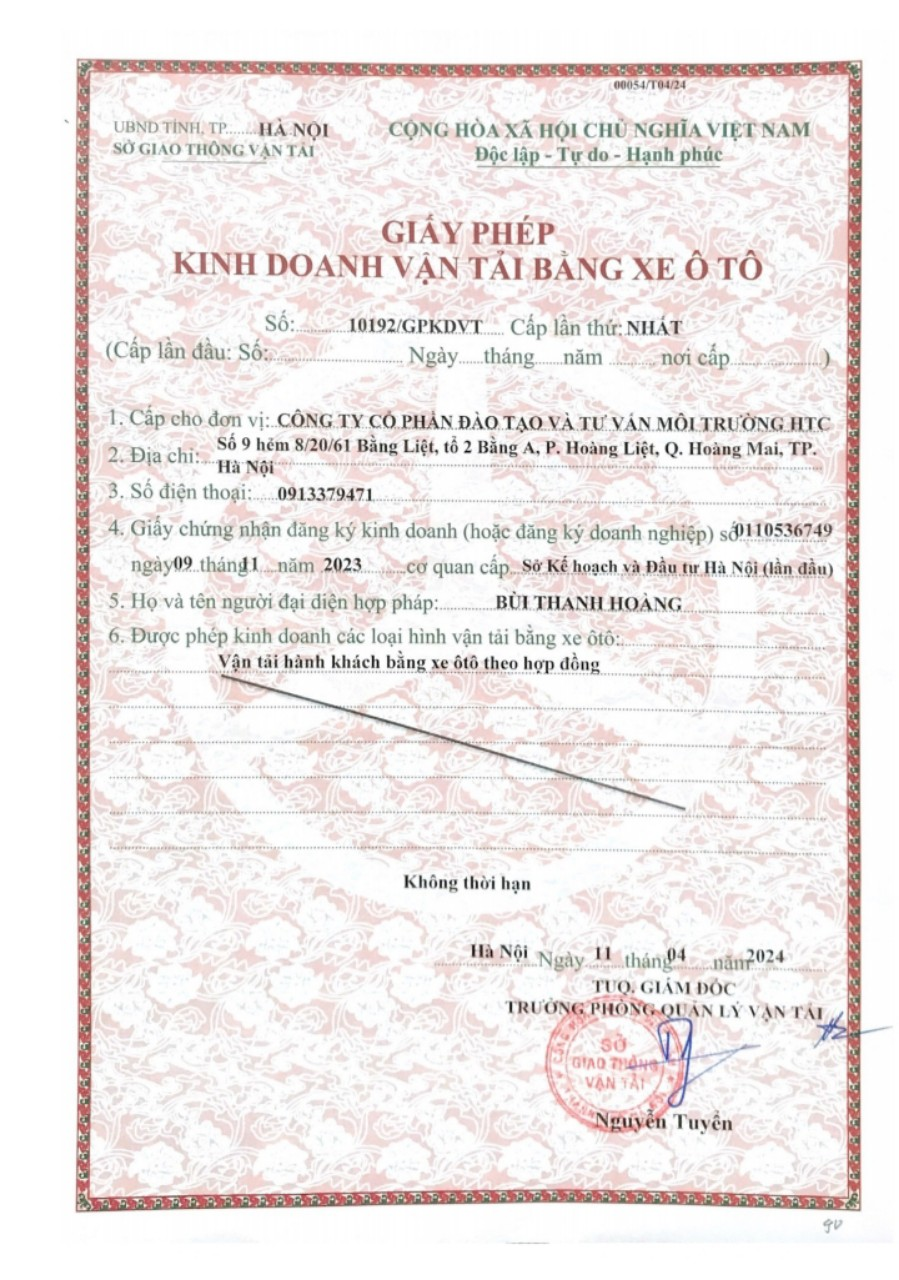 00054/T04/24
UBND TỈNH, TP........HÀ NỘI
SỞ GIAO THÔNG VẬN TẢI
CỘNG HÒA XÃ HỘI CHỦ NGHĨA VIỆT NAM
Độc lập - Tự do - Hạnh phúc
GIẤY PHÉP
KINH DOANH VẬN TẢI BẰNG XE Ô TÔ
Số: 10192/GPKDVT Cấp lần thứ: NHẤT
(Cấp lần đầu: Số: Ngày tháng năm nơi cấp )
1. Cấp cho đơn vị: CÔNG TY CỔ PHẦN ĐÀO TẠO VÀ TƯ VẤN MÔI TRƯỜNG HTC
2. Địa chỉ: Số 9 hẻm 8/20/61 Bằng Liệt, tổ 2 Bằng A, P. Hoàng Liệt, Q. Hoàng Mai, TP.
Hà Nội
3. Số điện thoại: 0913379471
4. Giấy chứng nhận đăng ký kinh doanh (hoặc đăng ký doanh nghiệp) số 0110536749
ngày 09 tháng 11 năm 2023 cơ quan cấp Sở Kế hoạch và Đầu tư Hà Nội (lần đầu)
5. Họ và tên người đại diện hợp pháp: BÙI THANH HOÀNG
6. Được phép kinh doanh các loại hình vận tải bằng xe ôtô:
Vận tải hành khách bằng xe ôtô theo hợp đồng
Không thời hạn
Hà Nội Ngày 11 tháng 04 năm 2024
TUQ. GIÁM ĐỐC
TRƯỞNG PHÒNG QUẢN LÝ VẬN TẢI
SỞ
GIAO THÔNG
VẬN TẢI
Nguyễn Tuyển